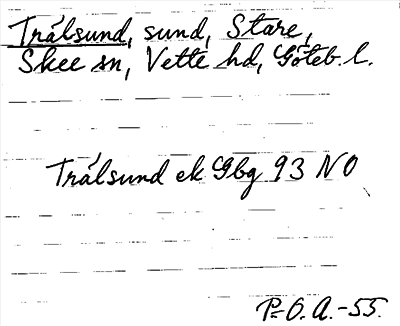 Trålsund, sund, Stare,
Skee sn, Vette hd, Göteb. l.
Trålsund ek Gbg 93 NO
P.-O. A. -55.